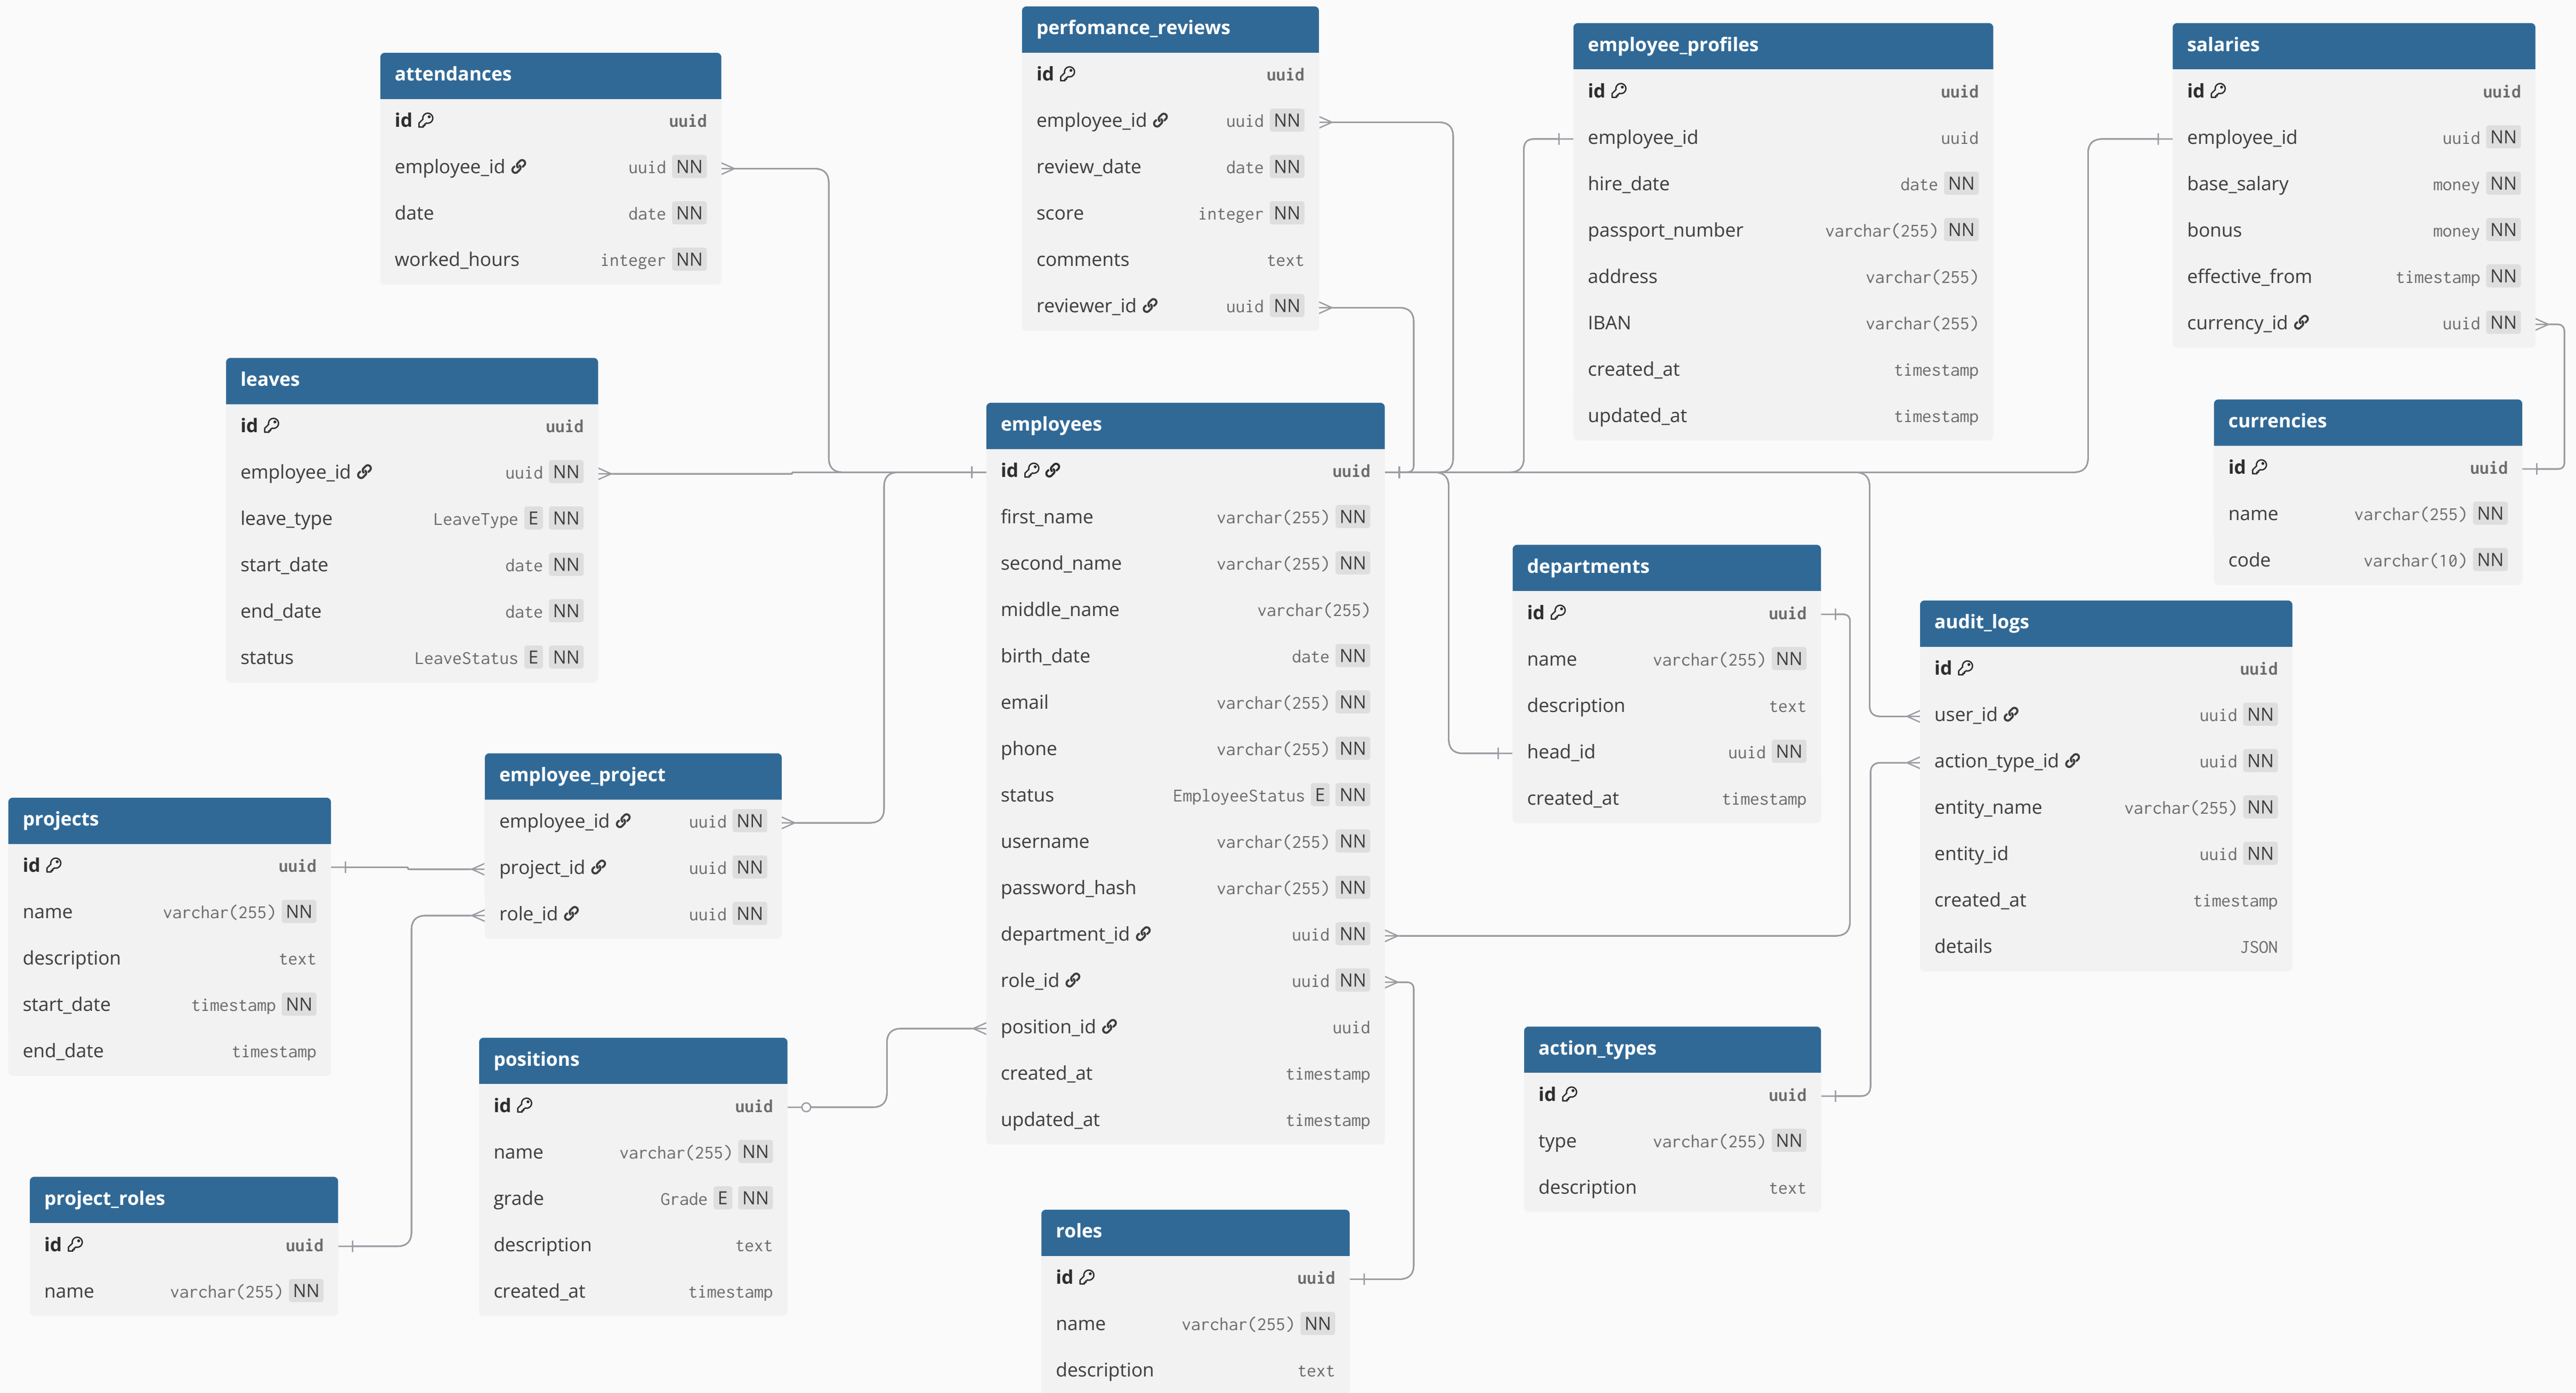 perfomance_reviews
id uuid
employee_id uuid NN
review_date date NN
score integer NN
comments text
reviewer_id uuid NN
employee_profiles
id uuid
employee_id uuid
hire_date date NN
passport_number varchar(255) NN
address varchar(255)
IBAN varchar(255)
created_at timestamp
updated_at timestamp
salaries
id uuid
employee_id uuid NN
base_salary money NN
bonus money NN
effective_from timestamp NN
currency_id uuid NN
attendances
id uuid
employee_id uuid NN
date date NN
worked_hours integer NN
leaves
id uuid
employee_id uuid NN
leave_type LeaveType E NN
start_date date NN
end_date date NN
status LeaveStatus E NN
employees
id uuid
first_name varchar(255) NN
second_name varchar(255) NN
middle_name varchar(255)
birth_date date NN
email varchar(255) NN
phone varchar(255) NN
status EmployeeStatus E NN
username varchar(255) NN
password_hash varchar(255) NN
department_id uuid NN
role_id uuid NN
position_id uuid
created_at timestamp
updated_at timestamp
currencies
id uuid
name varchar(255) NN
code varchar(10) NN
departments
id uuid
name varchar(255) NN
description text
head_id uuid NN
created_at timestamp
audit_logs
id uuid
user_id uuid NN
action_type_id uuid NN
entity_name varchar(255) NN
entity_id uuid NN
created_at timestamp
details JSON
employee_project
employee_id uuid NN
project_id uuid NN
role_id uuid NN
projects
id uuid
name varchar(255) NN
description text
start_date timestamp NN
end_date timestamp
positions
id uuid
name varchar(255) NN
grade Grade E NN
description text
created_at timestamp
action_types
id uuid
type varchar(255) NN
description text
project_roles
id uuid
name varchar(255) NN
roles
id uuid
name varchar(255) NN
description text